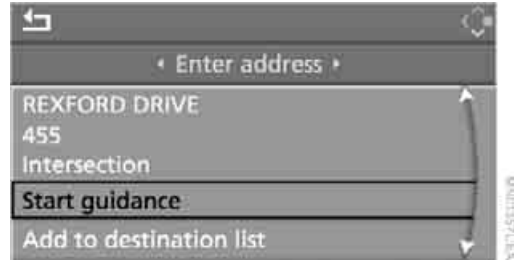 Enter address
REXFORD DRIVE
455
Intersection
Start guidance
Add to destination list